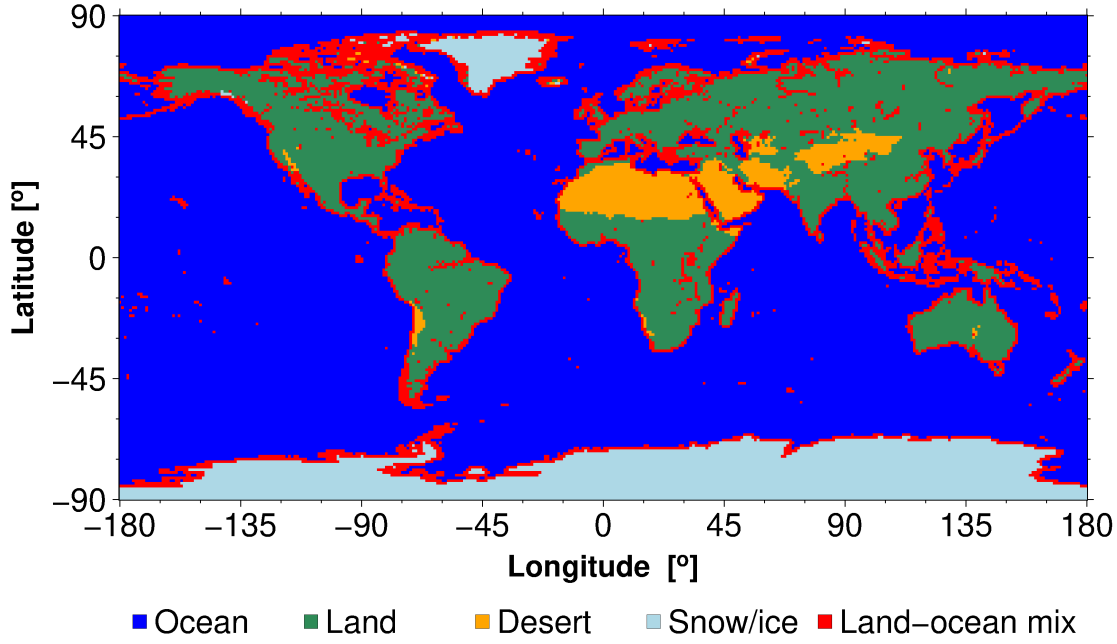 90
45
0
−45
−90
Latitude [º]
−180 −135 −90 −45 0 45 90 135 180
Longitude [º]
Ocean Land Desert Snow/ice Land−ocean mix